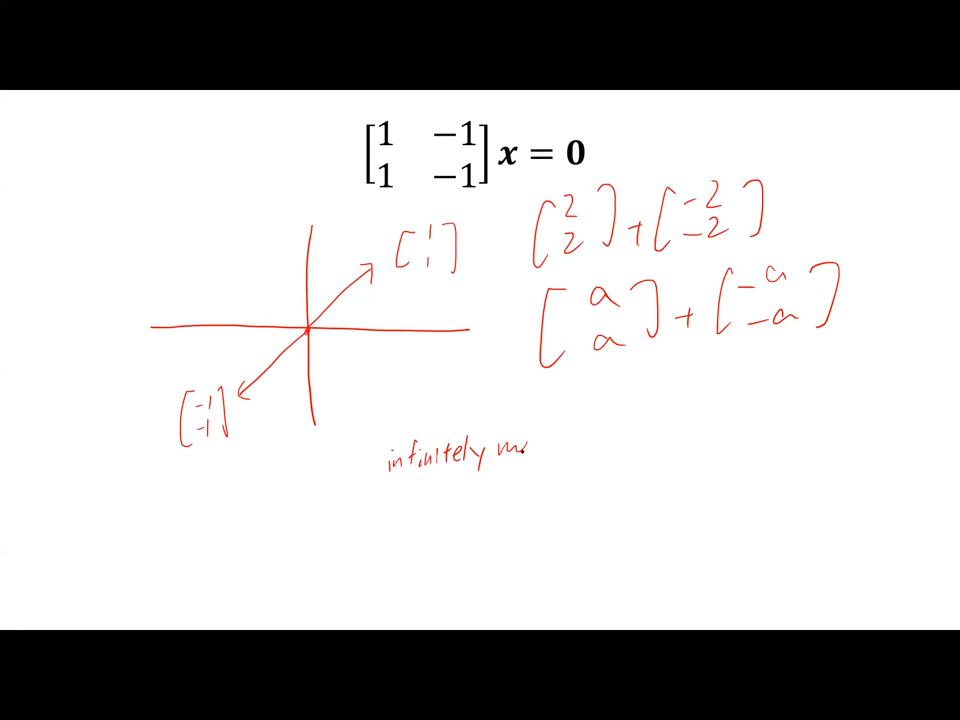 [1 -1
1 -1] x = 0
[2
2] + [-2
-2]
[1
1]
[a
a] + [-a
-a]
[-1
-1]
infinitely m